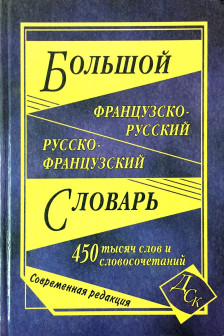 Большой
ФРАНЦУЗСКО-
РУССКИЙ
РУССКО-
ФРАНЦУЗСКИЙ
Словарь
450 тысяч слов и
словосочетаний
Современная редакция
ДСК